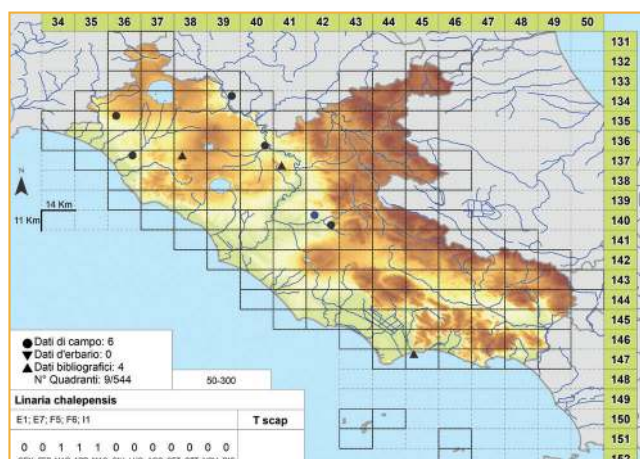 34 35 36 37 38 39 40 41 42 43 44 45 46 47 48 49 50
131
132
133
134
135
136
137
138
139
140
141
142
143
144
145
146
147
148
149
150
151
N
14 Km
11 Km
Dati di campo: 6
Dati d'erbario: 0
Dati bibliografici: 4
N° Quadranti: 9/544
50-300
Linaria chalepensis
E1; E7; F5; F6; I1
T scap
0 0 1 1 1 0 0 0 0 0 0 0